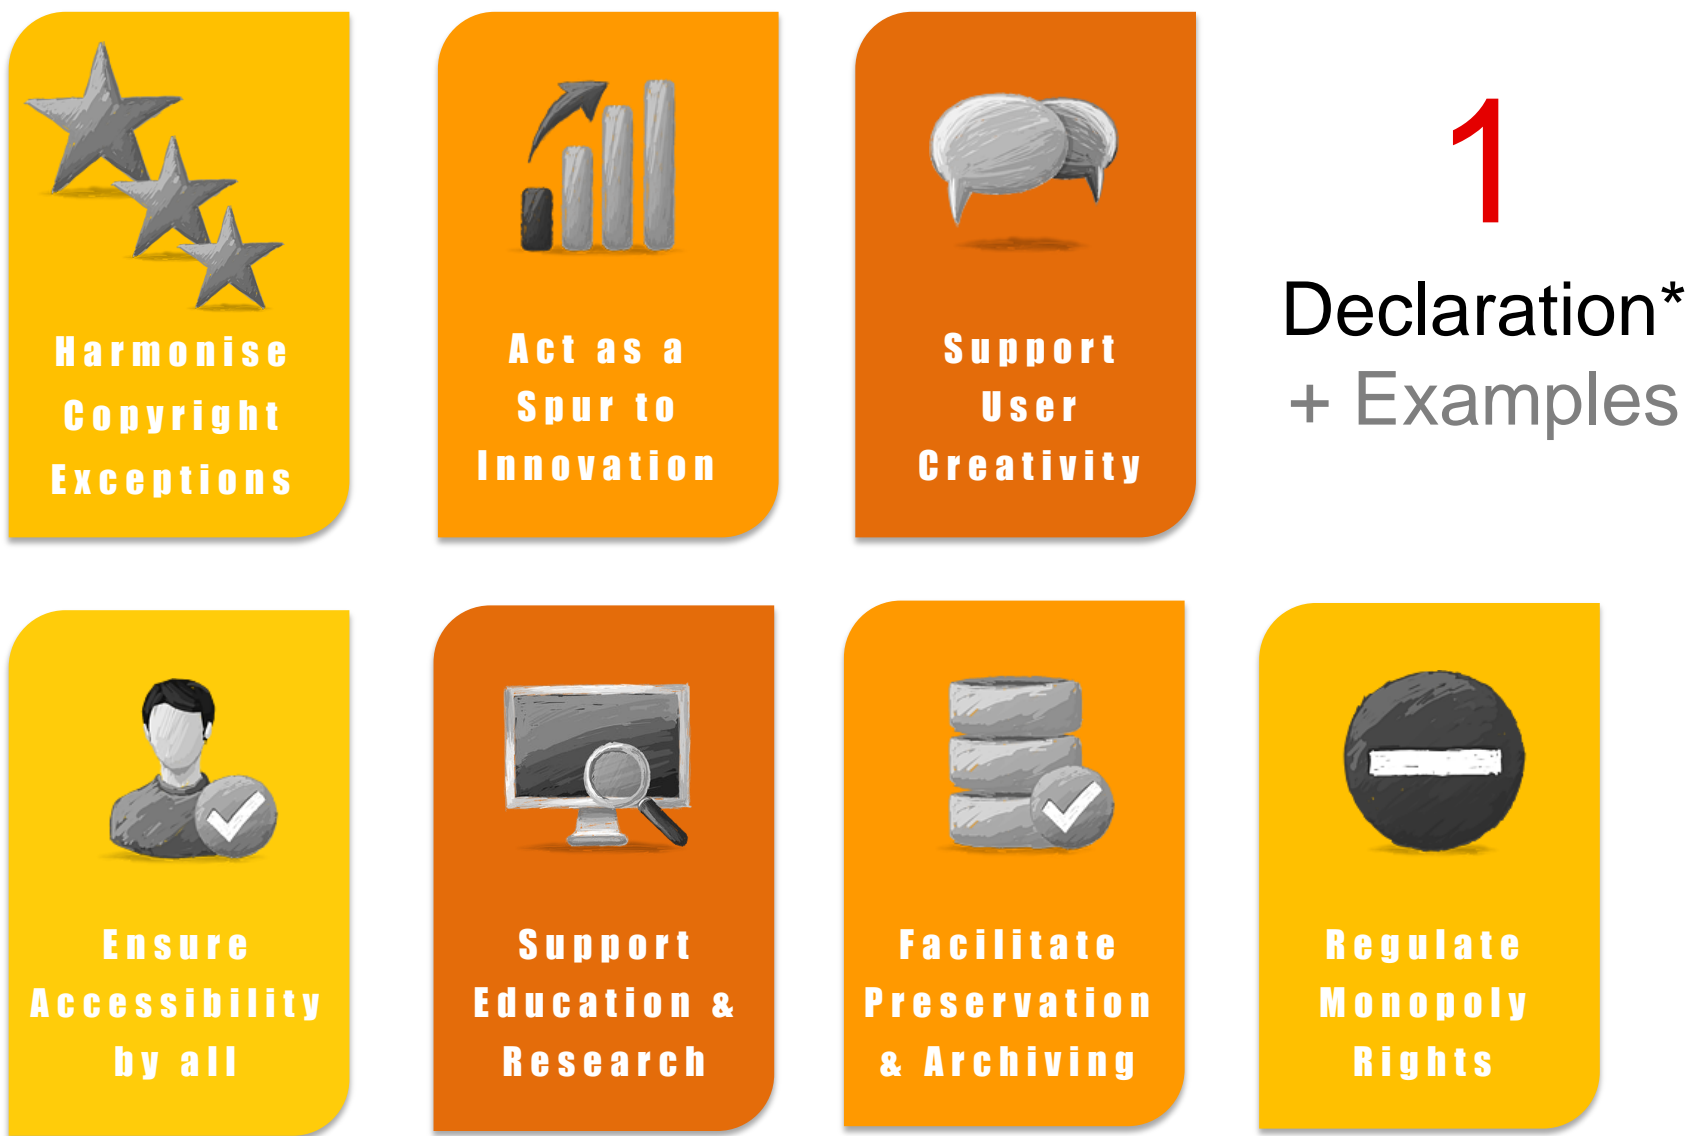 Harmonise
Copyright
Exceptions
Act as a
Spur to
Innovation
Support
User
Creativity
1
Declaration*
+ Examples
Ensure
Accessibility
by all
Support
Education &
Research
Facilitate
Preservation
& Archiving
Regulate
Monopoly
Rights